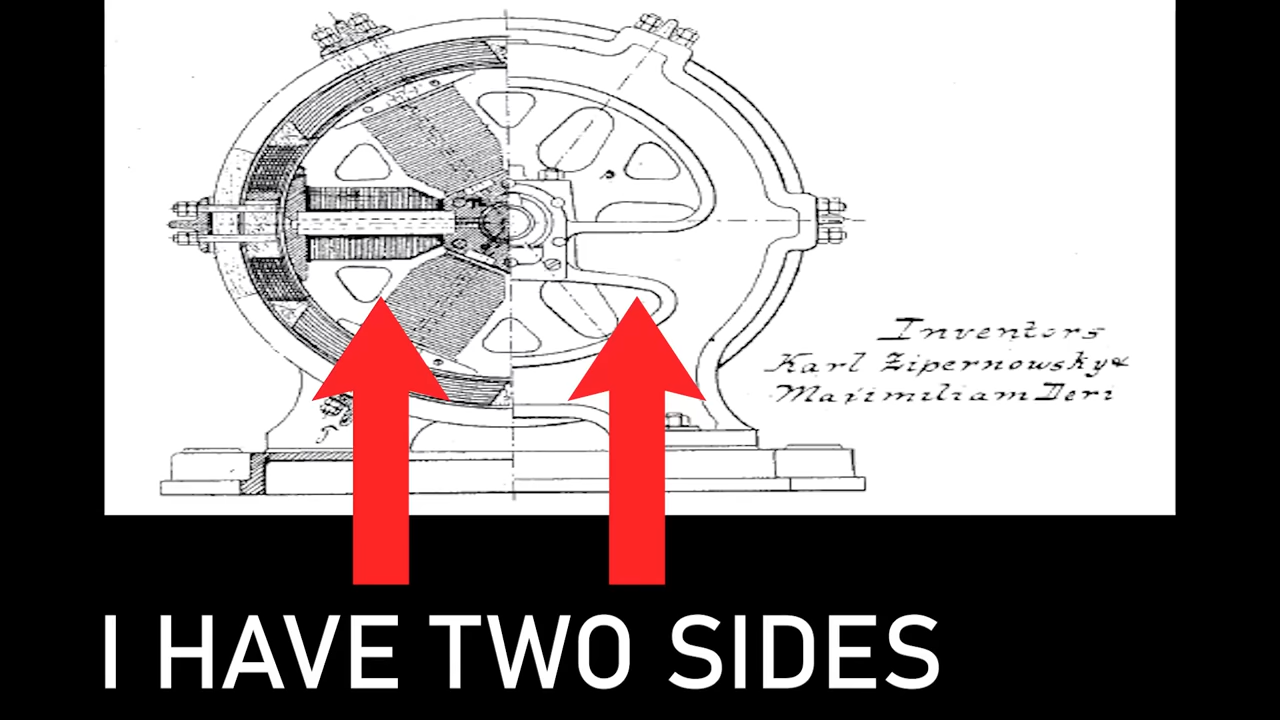 Inventors
Karl Zipernowsky &
Maximiliam Deri
I HAVE TWO SIDES